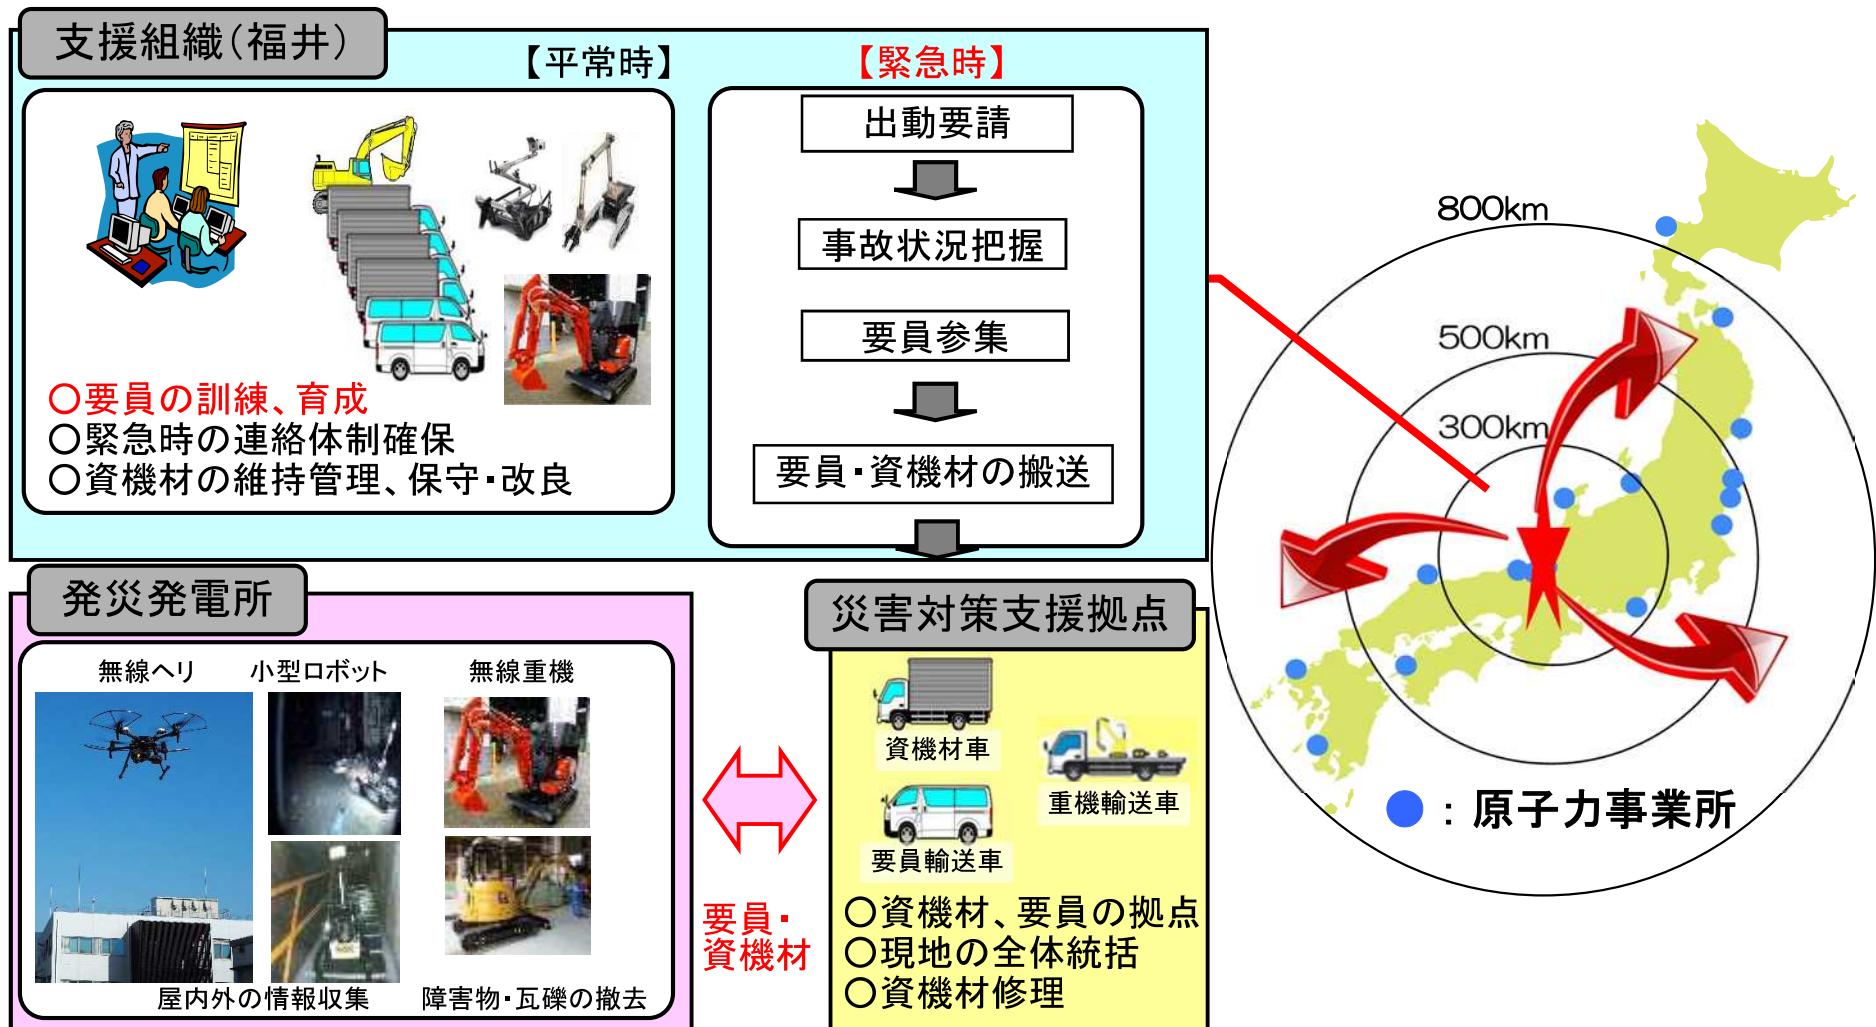 支援組織(福井)
【平常時】
【緊急時】
○要員の訓練、育成
○緊急時の連絡体制確保
○資機材の維持管理、保守・改良
出動要請
事故状況把握
要員参集
要員・資機材の搬送
発災発電所
無線ヘリ
小型ロボット
無線重機
屋内外の情報収集
障害物・瓦礫の撤去
要員・
資機材
災害対策支援拠点
資機材車
重機輸送車
要員輸送車
○資機材、要員の拠点
○現地の全体統括
○資機材修理
800km
500km
300km
：原子力事業所